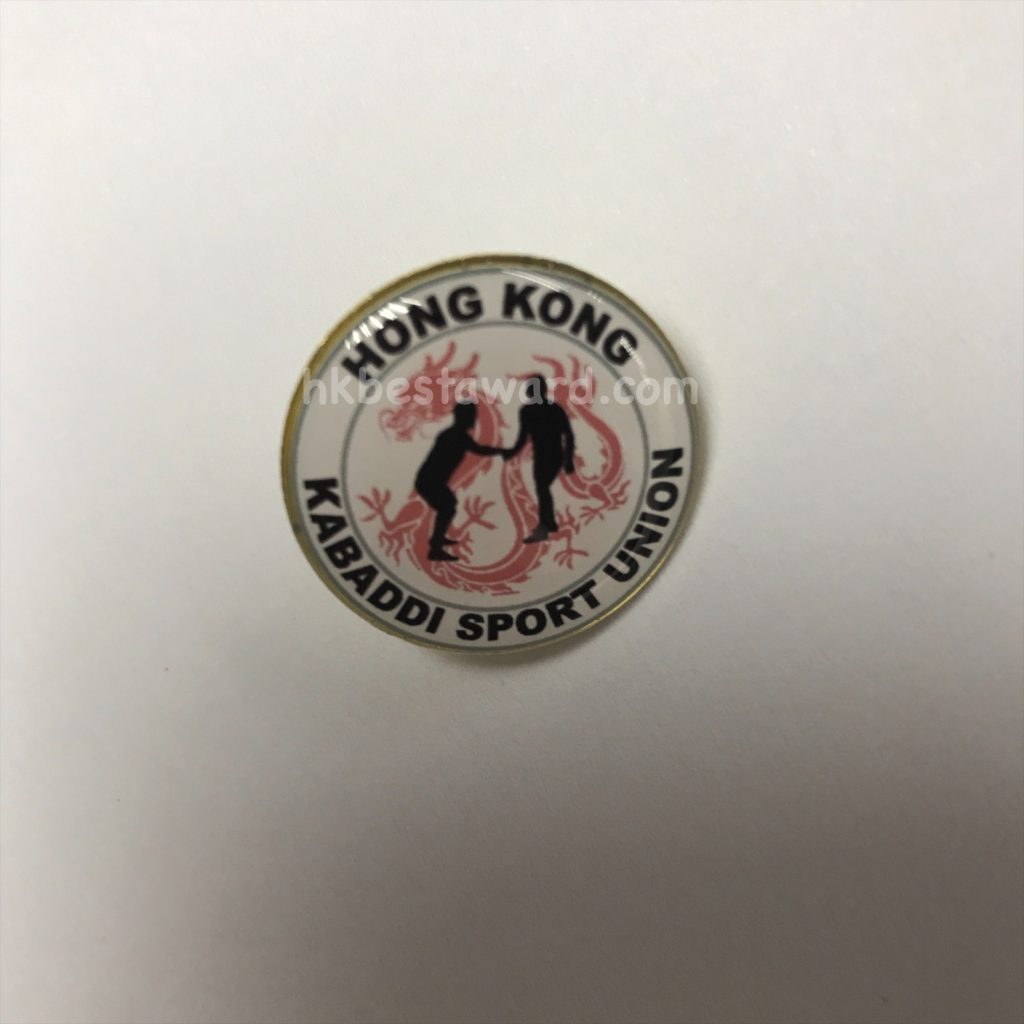 HONG KONG
hkbestaward.com
KABADDI SPORT UNION